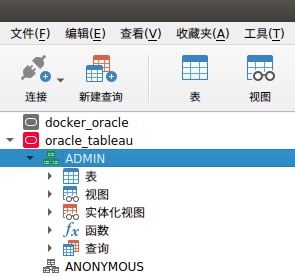 文件(F) 编辑(E) 查看(V) 收藏夹(A) 工具(T)
连接 新建查询 表 视图
docker_oracle
oracle_tableau
ADMIN
表
视图
实体化视图
fx 函数
查询
ANONYMOUS